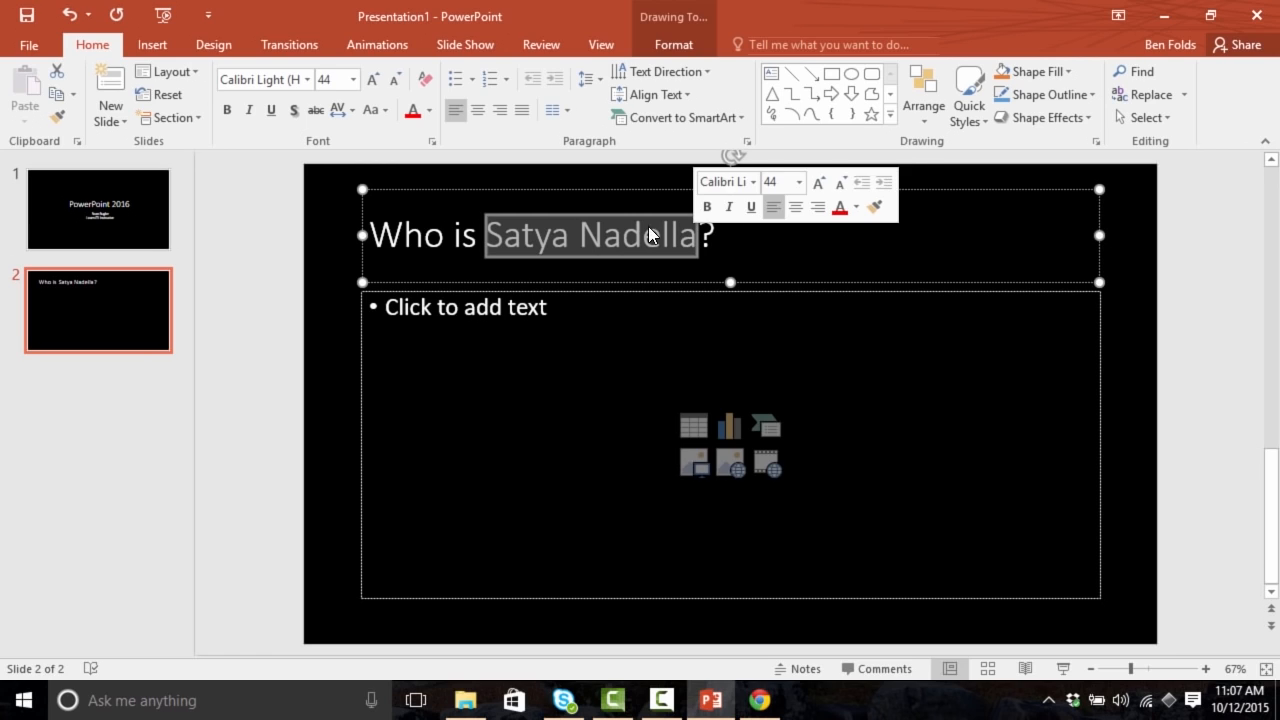 Presentation1 - PowerPoint
Drawing To...
File
Home
Insert
Design
Transitions
Animations
Slide Show
Review
View
Format
Tell me what you want to do...
Ben Folds
Share
Paste
Clipboard
New
Slide
Layout
Reset
Section
Slides
Calibri Light (H
44
A
A
B
I
U
S
abc
AV
Aa
A
Font
Text Direction
Align Text
Convert to SmartArt
Paragraph
Arrange
Quick
Styles
Shape Fill
Shape Outline
Shape Effects
Drawing
Find
Replace
Select
Editing
1
PowerPoint 2016
2
Who is Satya Nadella?
Calibri Li
44
A
A
B
I
U
A
Who is Satya Nadella?
• Click to add text
Slide 2 of 2
Notes
Comments
67%
Ask me anything
11:07 AM
10/12/2015